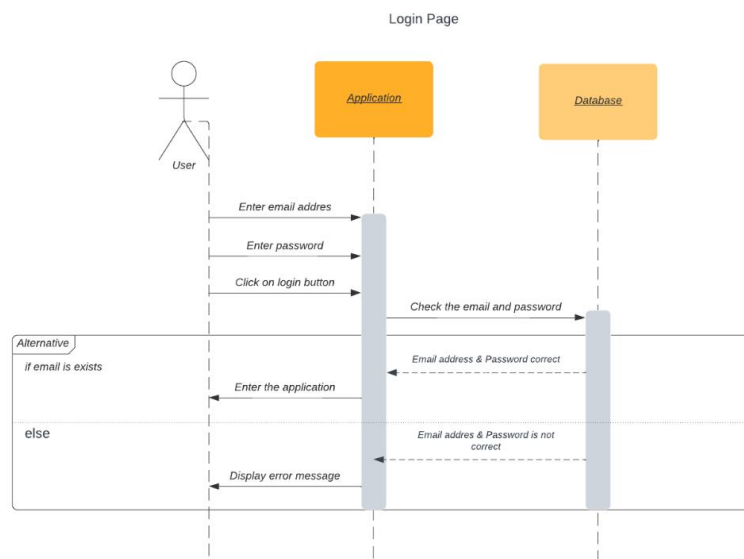 Login Page
Application
Database
User
Enter email addres
Enter password
Click on login button
Check the email and password
Alternative
if email is exists
Email address & Password correct
Enter the application
else
Email addres & Password is not
correct
Display error message